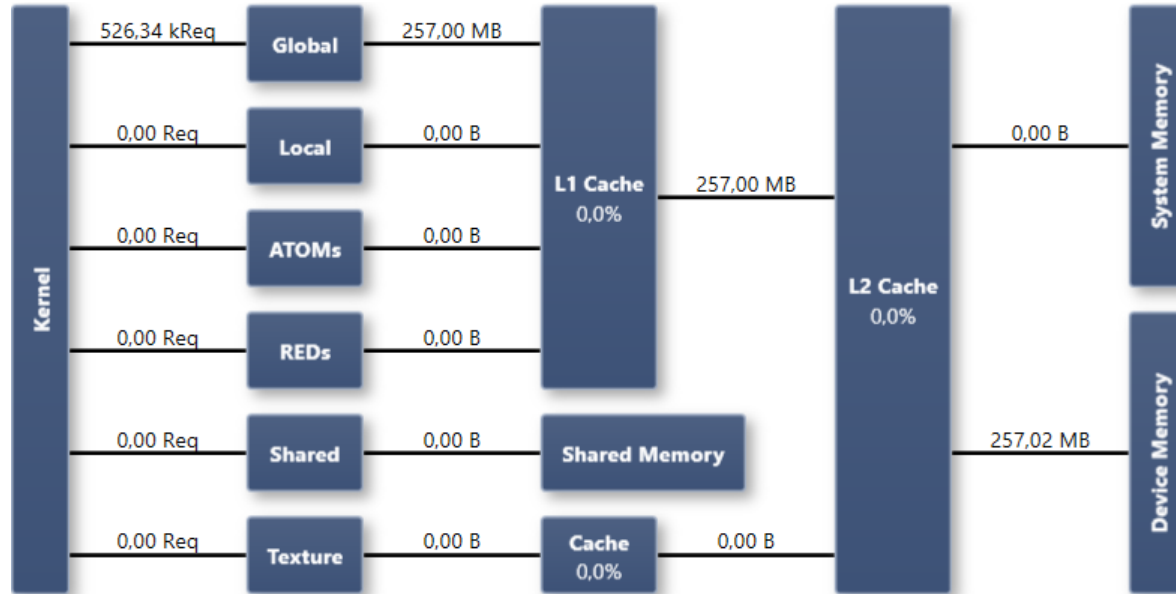 Kernel
526,34 kReq
Global
257,00 MB
0,00 Req
Local
0,00 B
0,00 Req
ATOMs
0,00 B
0,00 Req
REDs
0,00 B
L1 Cache
0,0%
257,00 MB
0,00 Req
Shared
0,00 B
Shared Memory
0,00 Req
Texture
0,00 B
Cache
0,0%
0,00 B
L2 Cache
0,0%
0,00 B
System Memory
257,02 MB
Device Memory